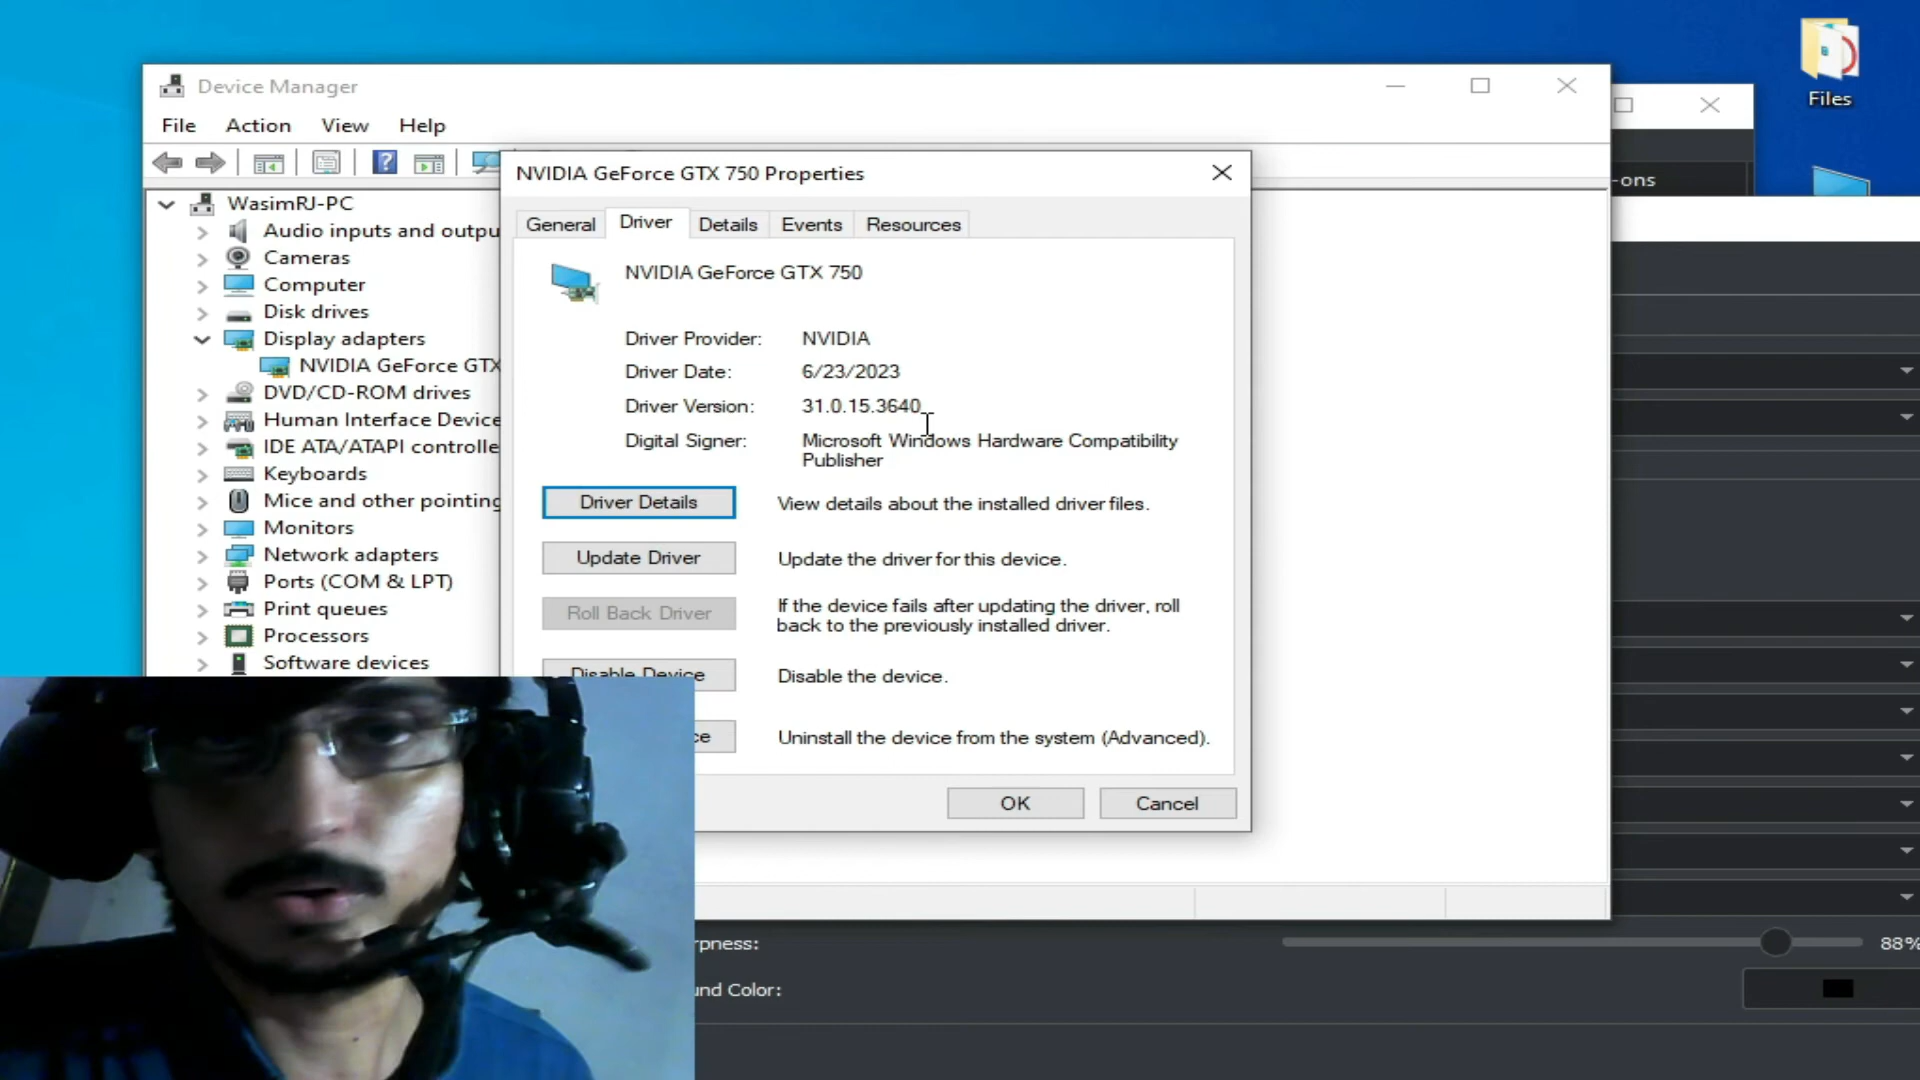 Files
Device Manager
File Action View Help
-ons
NVIDIA GeForce GTX 750 Properties
WasimRJ-PC
Audio inputs and outpu
Cameras
Computer
Disk drives
Display adapters
NVIDIA GeForce GTX
DVD/CD-ROM drives
Human Interface Device
IDE ATA/ATAPI controlle
Keyboards
Mice and other pointing
Monitors
Network adapters
Ports (COM & LPT)
Print queues
Processors
Software devices
General Driver Details Events Resources
NVIDIA GeForce GTX 750
Driver Provider: NVIDIA
Driver Date: 6/23/2023
Driver Version: 31.0.15.3640
Digital Signer: Microsoft Windows Hardware Compatibility
Publisher
Driver Details View details about the installed driver files.
Update Driver Update the driver for this device.
Roll Back Driver If the device fails after updating the driver, roll
back to the previously installed driver.
Disable Device Disable the device.
ce Uninstall the device from the system (Advanced).
OK Cancel
rpness: 88%
und Color: